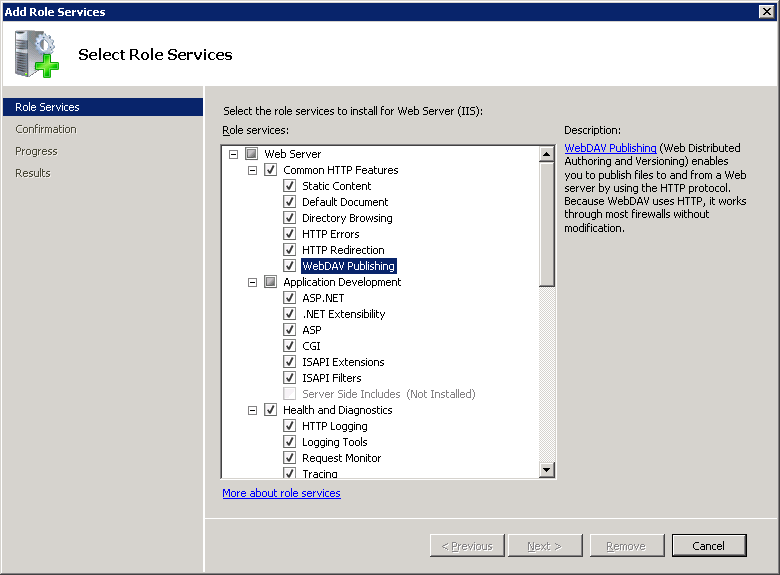 Add Role Services
Select Role Services
Role Services
Confirmation
Progress
Results
Select the role services to install for Web Server (IIS):
Role services:
Web Server
Common HTTP Features
Static Content
Default Document
Directory Browsing
HTTP Errors
HTTP Redirection
WebDAV Publishing
Application Development
ASP.NET
.NET Extensibility
ASP
CGI
ISAPI Extensions
ISAPI Filters
Server Side Includes (Not Installed)
Health and Diagnostics
HTTP Logging
Logging Tools
Request Monitor
Tracing
More about role services
Description:
WebDAV Publishing (Web Distributed
Authoring and Versioning) enables
you to publish files to and from a Web
server by using the HTTP protocol.
Because WebDAV uses HTTP, it works
through most firewalls without
modification.
< Previous
Next >
Remove
Cancel